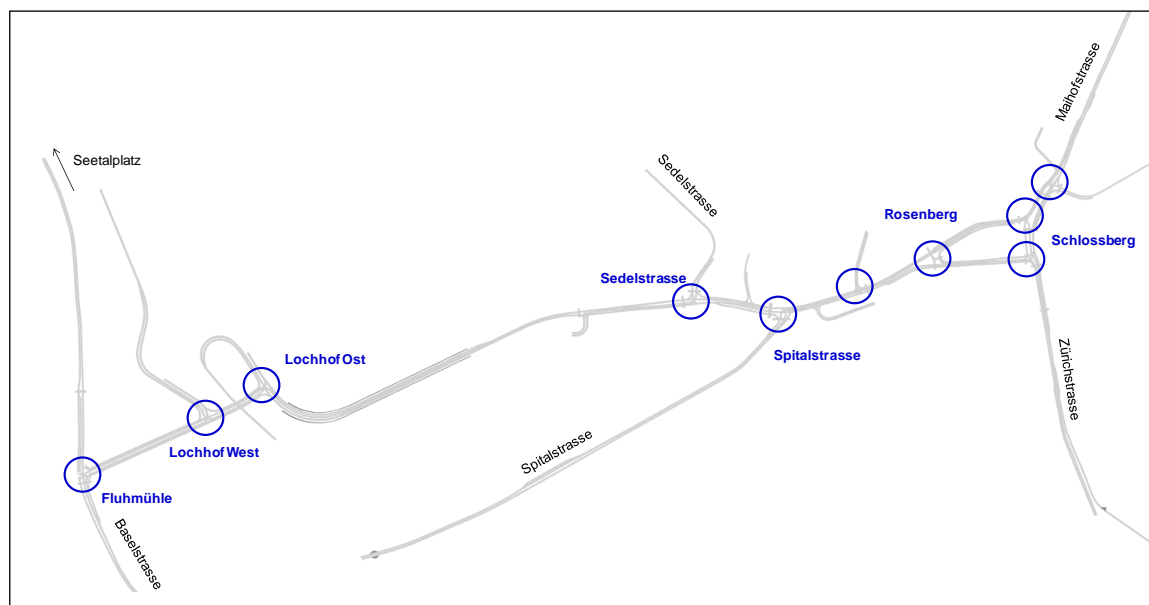 Maihofstrasse
Seetalplatz
Sedelstrasse
Rosenberg
Schlossberg
Sedelstrasse
Spitalstrasse
Zürichstrasse
Lochhof Ost
Lochhof West
Spitalstrasse
Fluhmühle
Baselstrasse